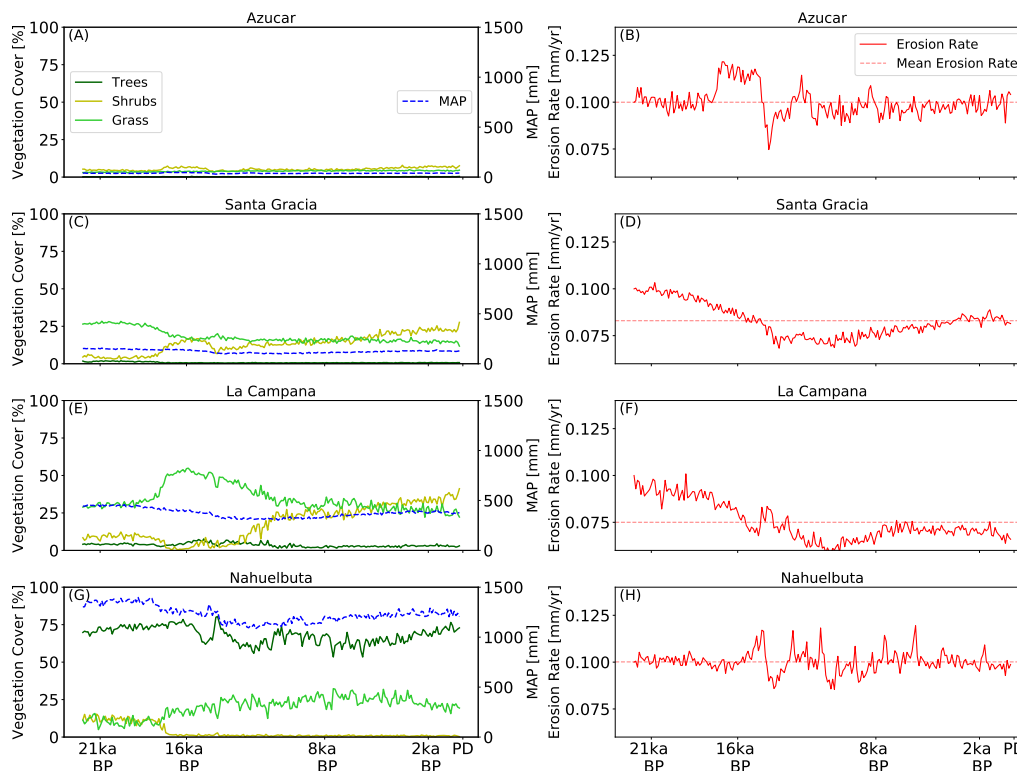 Azucar
(A)
Vegetation Cover [%]
100
75
50
25
0
Trees
Shrubs
Grass
MAP
1500
1000
500
0
MAP [mm]
Azucar
(B)
Erosion Rate [mm/yr]
0.125
0.100
0.075
Erosion Rate
Mean Erosion Rate
Santa Gracia
(C)
Vegetation Cover [%]
100
75
50
25
0
1500
1000
500
0
MAP [mm]
Santa Gracia
(D)
Erosion Rate [mm/yr]
0.125
0.100
0.075
La Campana
(E)
Vegetation Cover [%]
100
75
50
25
0
1500
1000
500
0
MAP [mm]
La Campana
(F)
Erosion Rate [mm/yr]
0.125
0.100
0.075
Nahuelbuta
(G)
Vegetation Cover [%]
100
75
50
25
0
1500
1000
500
0
MAP [mm]
21ka BP
16ka BP
8ka BP
2ka BP
PD
Nahuelbuta
(H)
Erosion Rate [mm/yr]
0.125
0.100
0.075
21ka BP
16ka BP
8ka BP
2ka BP
PD